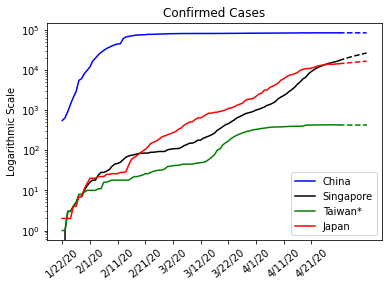 Confirmed Cases
Logarithmic Scale
10⁵
10⁴
10³
10²
10¹
10⁰
China
Singapore
Taiwan*
Japan
1/22/20
2/1/20
2/11/20
2/21/20
3/2/20
3/12/20
3/22/20
4/1/20
4/11/20
4/21/20